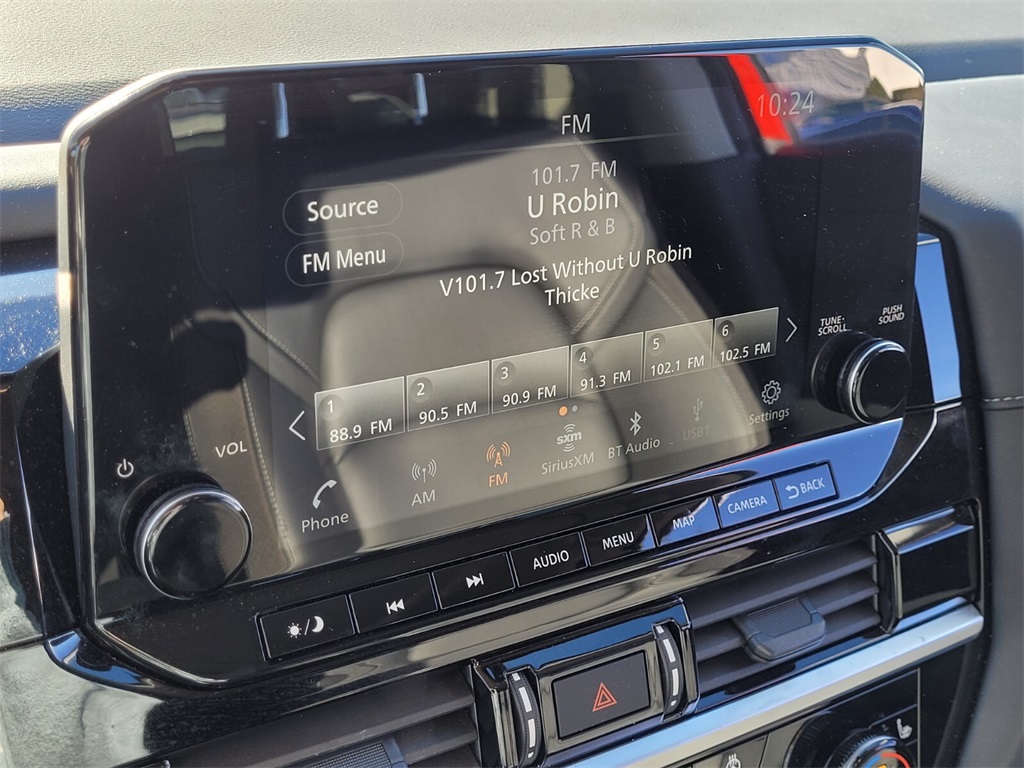 FM
10:24
101.7 FM
Source
U Robin
Soft R & B
FM Menu
V101.7 Lost Without U Robin
Thicke
TUNE·
SCROLL
PUSH
SOUND
1
88.9 FM
2
90.5 FM
3
90.9 FM
4
91.3 FM
5
102.1 FM
6
102.5 FM
VOL
Phone
AM
FM
sxm
SiriusXM
BT Audio
USB1
Settings
AUDIO
MENU
MAP
CAMERA
BACK